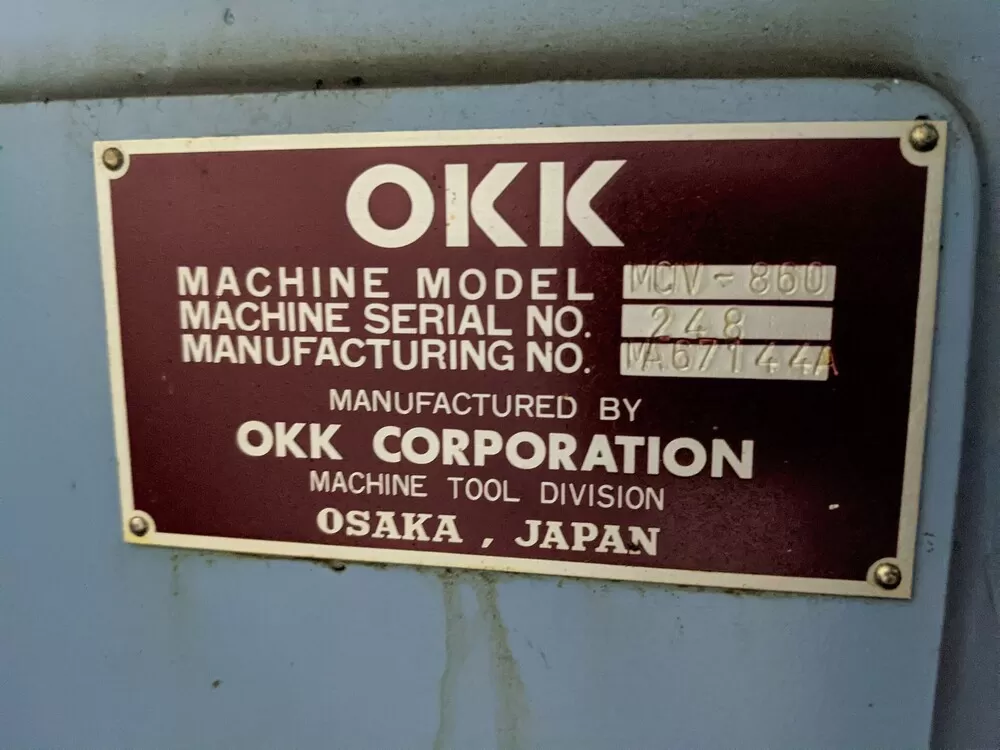 OKK
MACHINE MODEL MCV-860
MACHINE SERIAL NO. 248
MANUFACTURING NO. MA67144A
MANUFACTURED BY
OKK CORPORATION
MACHINE TOOL DIVISION
OSAKA , JAPAN